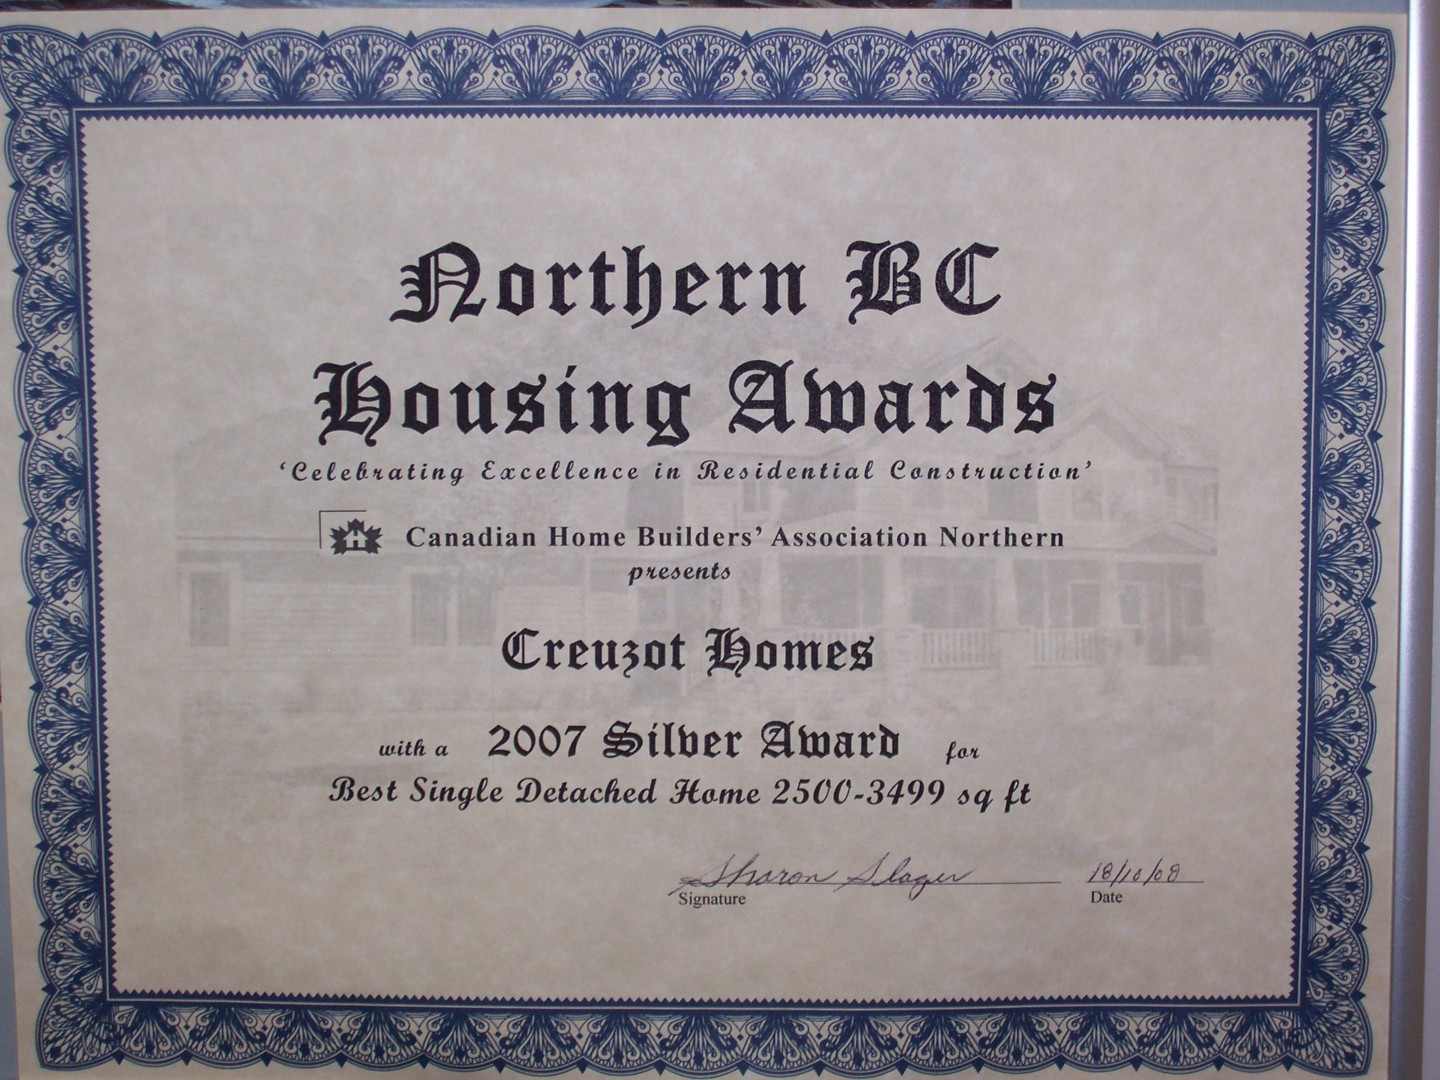 Northern BC
Housing Awards
‘Celebrating Excellence in Residential Construction’
Canadian Home Builders’ Association Northern
presents
Creuzot Homes
with a 2007 Silver Award for
Best Single Detached Home 2500-3499 sq ft
Sharon Slager 18/10/08
Signature Date